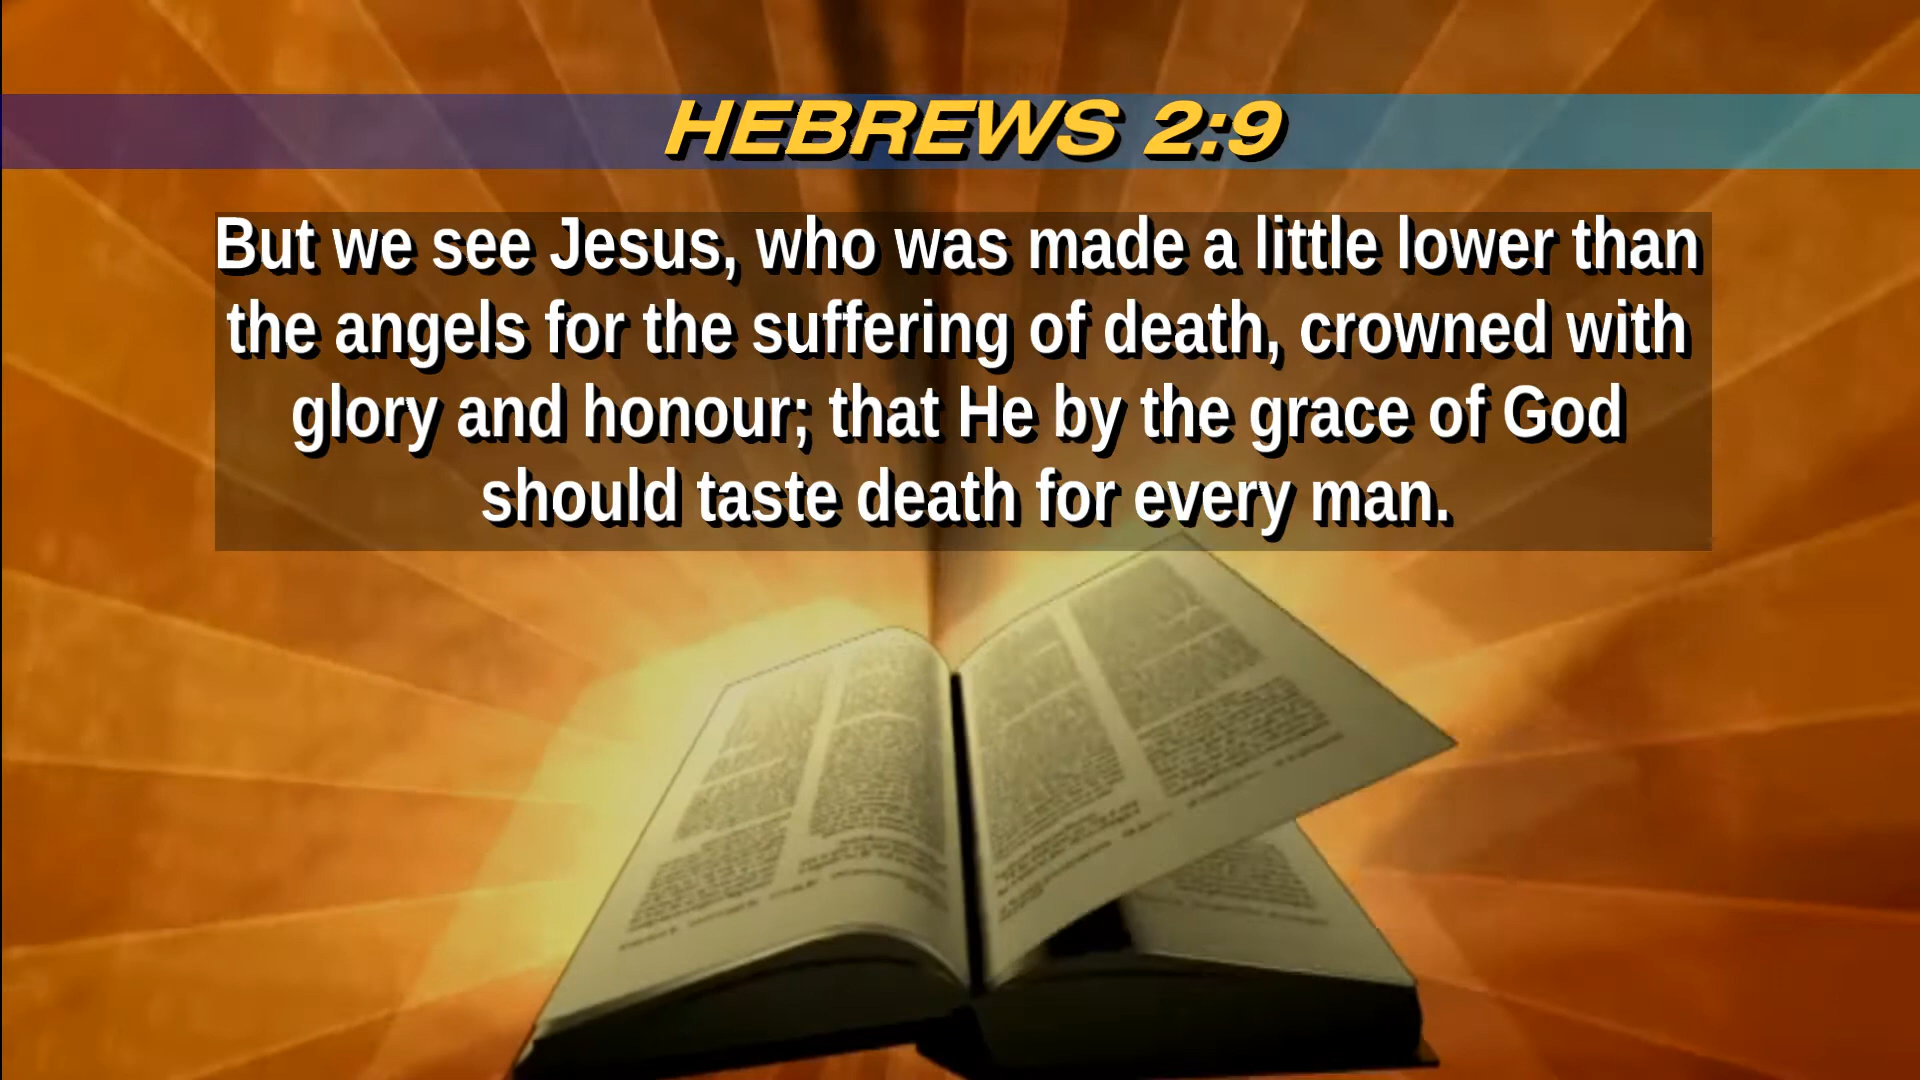 HEBREWS 2:9
But we see Jesus, who was made a little lower than
the angels for the suffering of death, crowned with
glory and honour; that He by the grace of God
should taste death for every man.